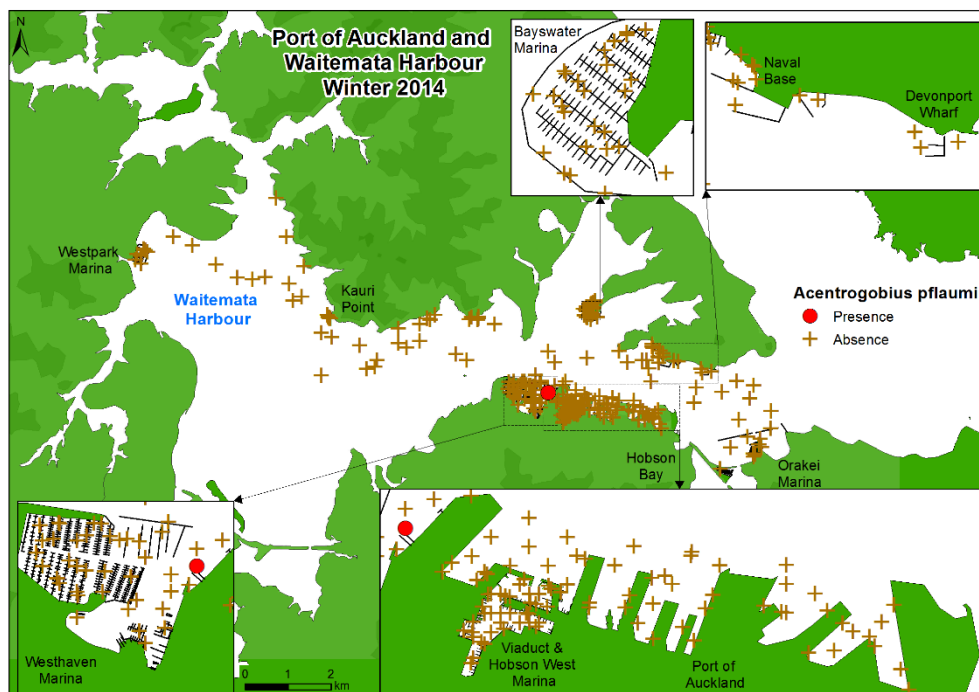 N
Port of Auckland and
Waitemata Harbour
Winter 2014
Bayswater
Marina
Naval
Base
Devonport
Wharf
Westpark
Marina
Waitemata
Harbour
Kauri
Point
Acentrogobius pflaumi
Presence
Absence
Hobson
Bay
Orakei
Marina
Westhaven
Marina
0 1 2
km
Viaduct &
Hobson West
Marina
Port of
Auckland